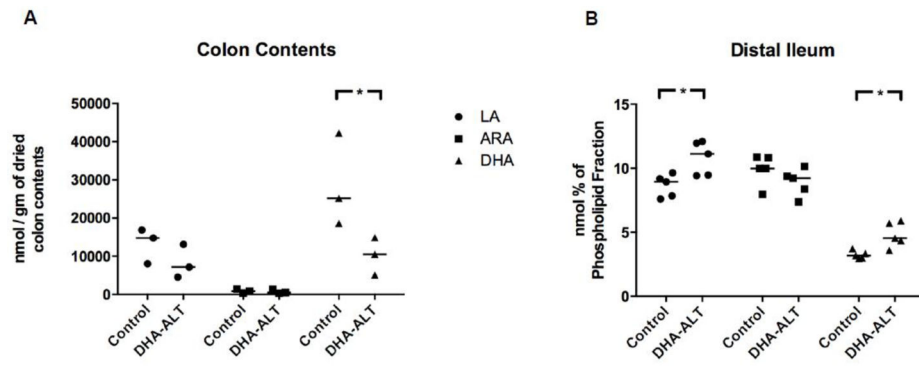 A
Colon Contents
nmol / gm of dried
colon contents
50000
40000
30000
20000
10000
0
*
Control
DHA-ALT
Control
DHA-ALT
Control
DHA-ALT
LA
ARA
DHA
B
Distal Ileum
nmol % of
Phospholipid Fraction
15
10
5
0
*
*
Control
DHA-ALT
Control
DHA-ALT
Control
DHA-ALT